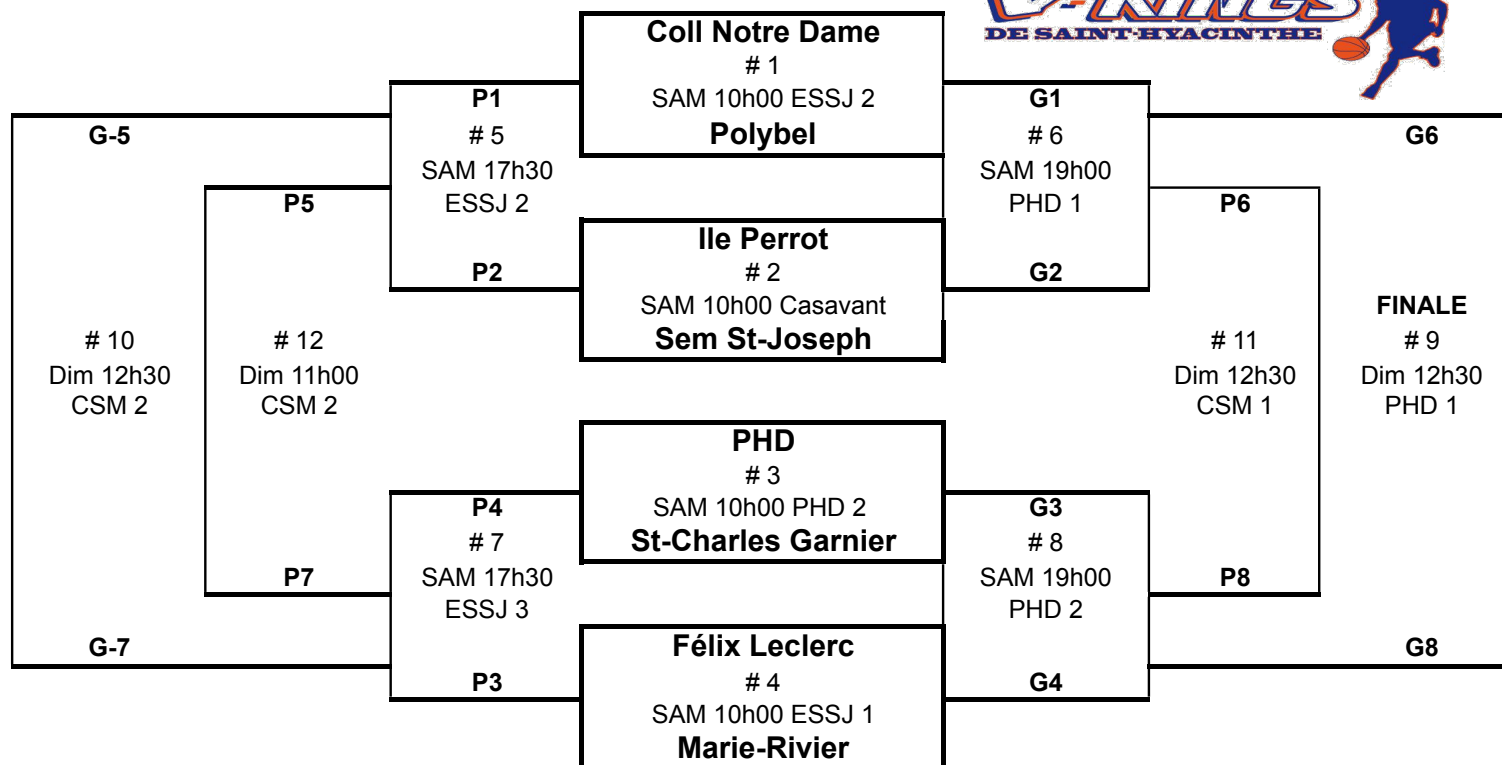 V-KINGS
DE SAINT-HYACINTHE
Coll Notre Dame
# 1
SAM 10h00 ESSJ 2
Polybel
P1
# 5
SAM 17h30
ESSJ 2
G1
# 6
SAM 19h00
PHD 1
G-5
G6
P5
P6
Ile Perrot
# 2
SAM 10h00 Casavant
Sem St-Joseph
P2
G2
# 10
Dim 12h30
CSM 2
# 12
Dim 11h00
CSM 2
# 11
Dim 12h30
CSM 1
FINALE
# 9
Dim 12h30
PHD 1
PHD
# 3
SAM 10h00 PHD 2
St-Charles Garnier
P4
# 7
SAM 17h30
ESSJ 3
G3
# 8
SAM 19h00
PHD 2
P7
P8
G-7
G8
Félix Leclerc
# 4
SAM 10h00 ESSJ 1
Marie-Rivier
P3
G4